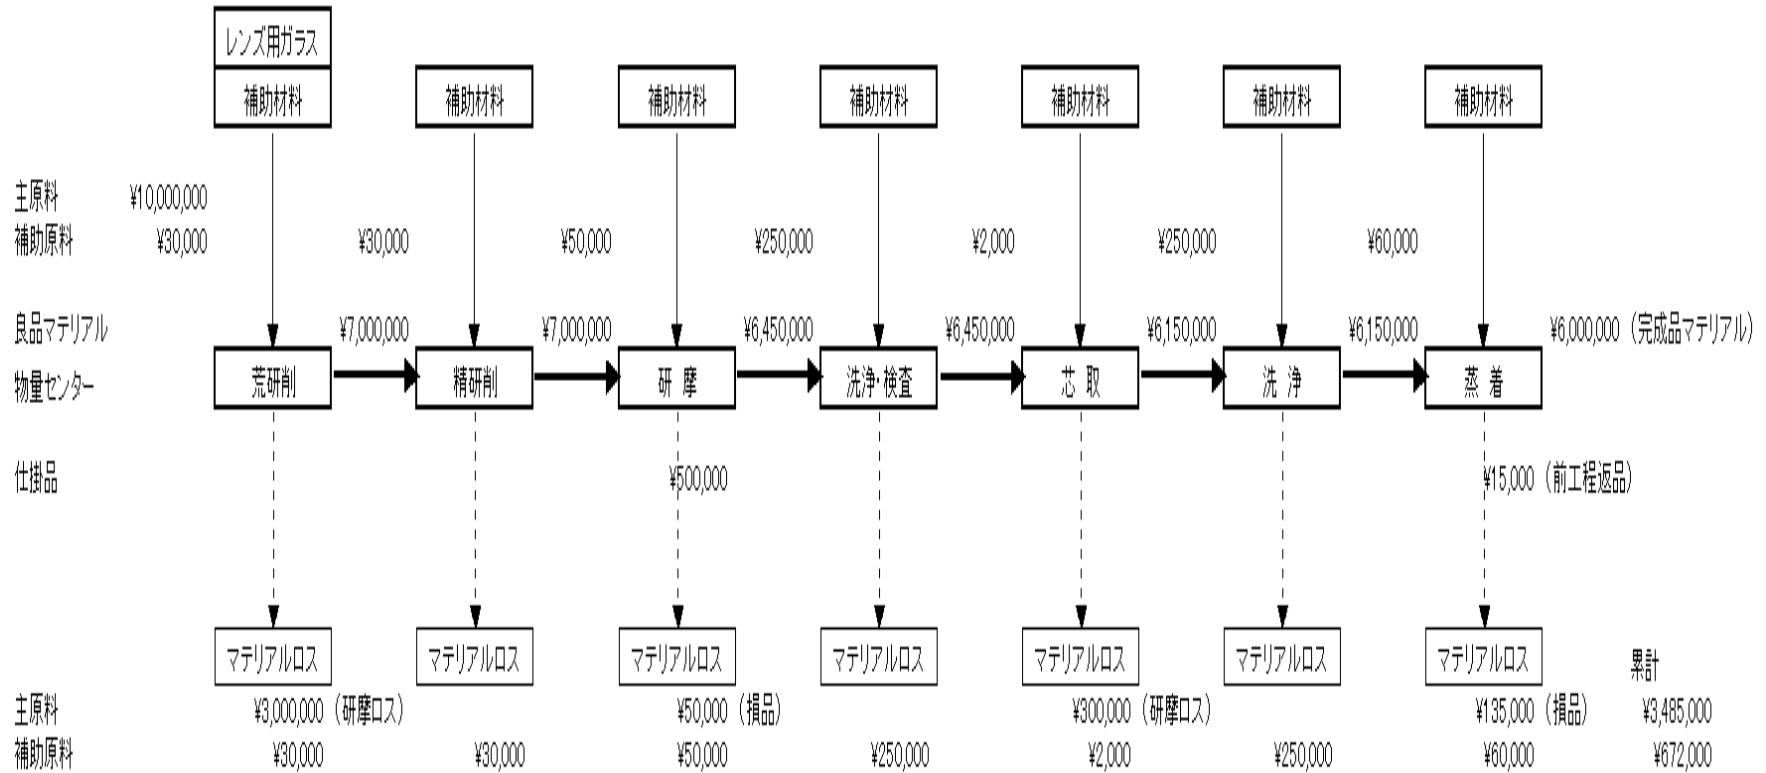 レンズ用ガラス
補助材料 補助材料 補助材料 補助材料 補助材料 補助材料 補助材料
主原料 ¥10,000,000
補助原料 ¥30,000 ¥30,000 ¥50,000 ¥250,000 ¥2,000 ¥250,000 ¥60,000
良品マテリアル ¥7,000,000 ¥7,000,000 ¥6,450,000 ¥6,450,000 ¥6,150,000 ¥6,150,000 ¥6,000,000（完成品マテリアル）
物量センター 荒研削 精研削 研 摩 洗浄・検査 芯 取 洗 浄 蒸 着
仕掛品 ¥500,000 ¥15,000（前工程返品）
マテリアルロス マテリアルロス マテリアルロス マテリアルロス マテリアルロス マテリアルロス マテリアルロス 累計
主原料 ¥3,000,000（研摩ロス） ¥50,000（損品） ¥300,000（研摩ロス） ¥135,000（損品） ¥3,485,000
補助原料 ¥30,000 ¥30,000 ¥50,000 ¥250,000 ¥2,000 ¥250,000 ¥60,000 ¥672,000